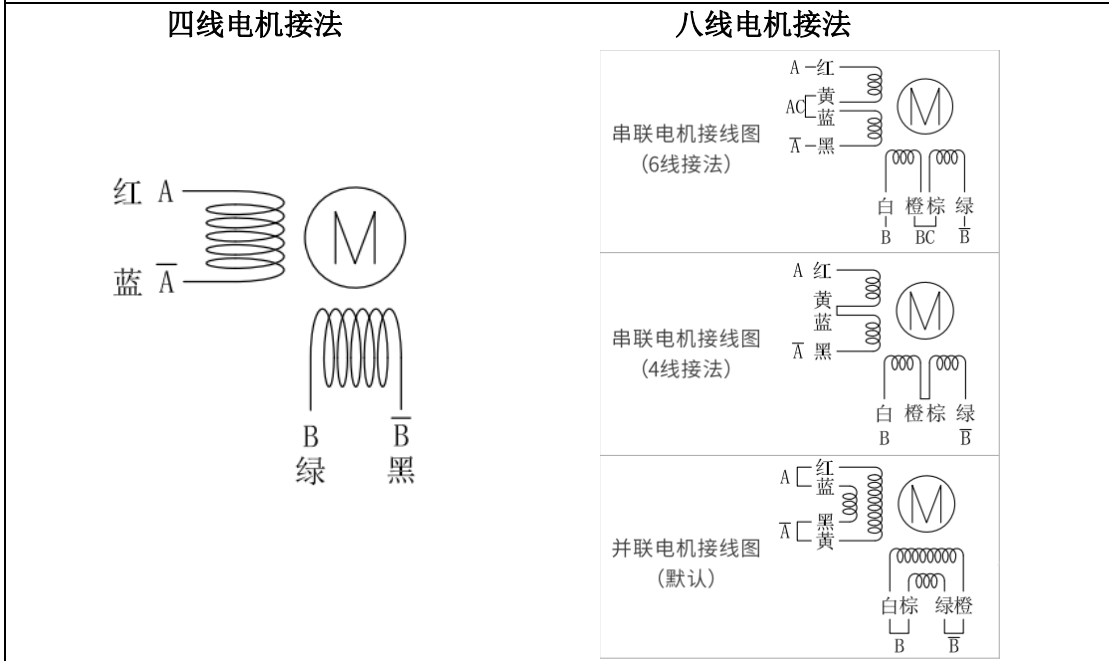 四线电机接法
八线电机接法
红 A
蓝 A̅
M
B
绿
B̅
黑
串联电机接线图
(6线接法)
A 红
AC
黄
蓝
A̅ 黑
M
白 橙 棕 绿
B BC B̅
串联电机接线图
(4线接法)
A 红
黄
蓝
A̅ 黑
M
白 橙 棕 绿
B B̅
并联电机接线图
(默认)
A
红
蓝
A̅
黑
黄
M
白棕 绿橙
B B̅